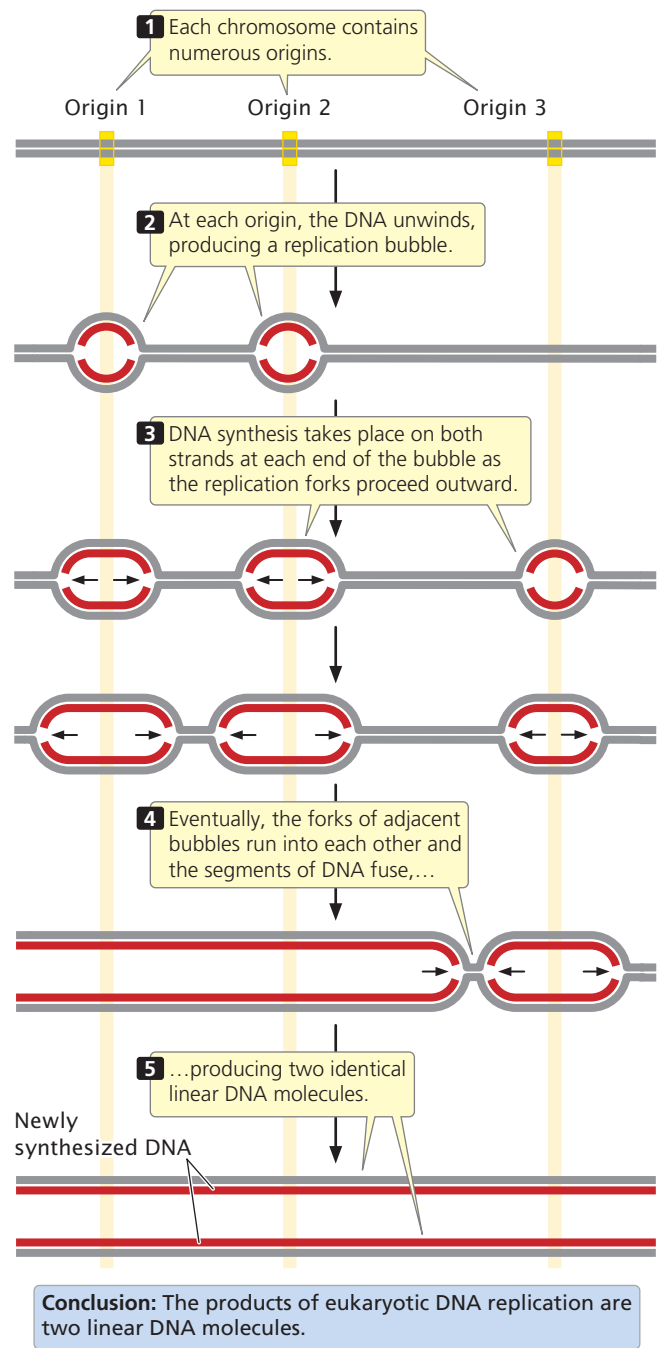 1 Each chromosome contains
numerous origins.
Origin 1 Origin 2 Origin 3
2 At each origin, the DNA unwinds,
producing a replication bubble.
3 DNA synthesis takes place on both
strands at each end of the bubble as
the replication forks proceed outward.
4 Eventually, the forks of adjacent
bubbles run into each other and
the segments of DNA fuse,…
5 …producing two identical
linear DNA molecules.
Newly
synthesized DNA
Conclusion: The products of eukaryotic DNA replication are
two linear DNA molecules.